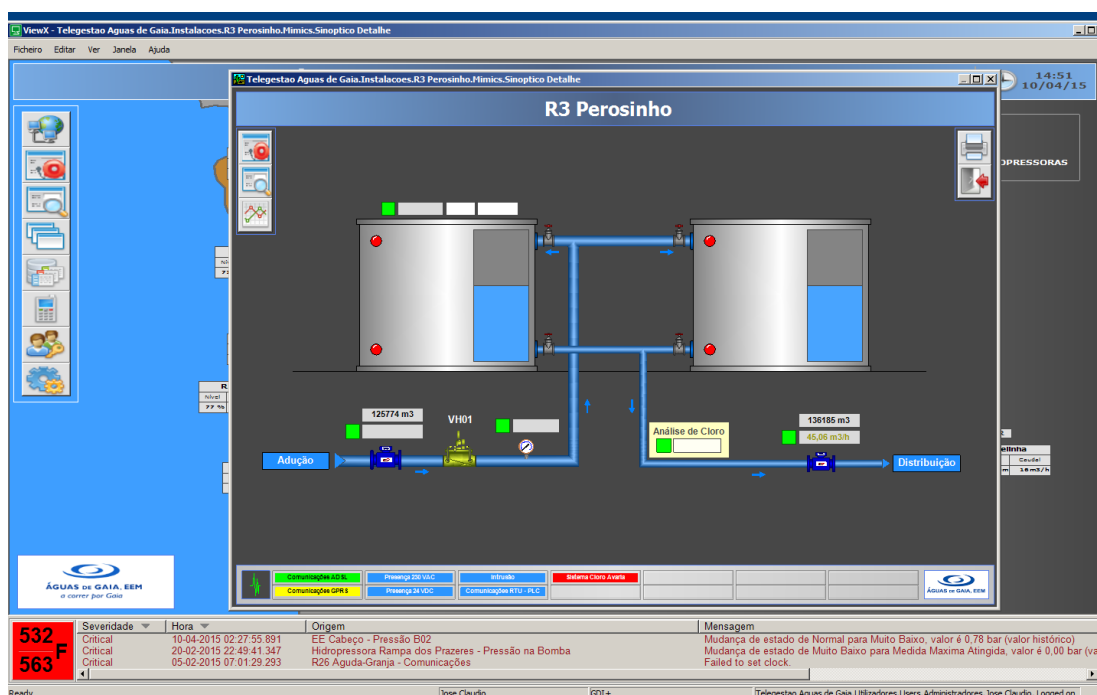 ViewX - Telegestao Aguas de Gaia.Instalacoes.R3 Perosinho.Mimics.Sinoptico Detalhe
Ficheiro Editar Ver Janela Ajuda
14:51
10/04/15
Telegestao Aguas de Gaia.Instalacoes.R3 Perosinho.Mimics.Sinoptico Detalhe
R3 Perosinho
OPRESSORAS
125774 m3
VH01
Análise de Cloro
136185 m3
45,06 m3/h
Adução
Distribuição
R
Nível
77 %
elinha
Caudal
m 16 m3/h
Comunicações ADSL
Presença 230 VAC
Intrusão
Sistema Cloro Avaria
Comunicações GPRS
Presença 24 VDC
Comunicações RTU - PLC
ÁGUAS DE GAIA, EEM
ÁGUAS DE GAIA, EEM
a correr por Gaia
532
563
F
Severidade Hora Origem Mensagem
Critical 10-04-2015 02:27:55.891 EE Cabeço - Pressão B02 Mudança de estado de Normal para Muito Baixo, valor é 0,78 bar (valor histórico)
Critical 20-02-2015 22:49:41.347 Hidropressora Rampa dos Prazeres - Pressão na Bomba Mudança de estado de Muito Baixo para Medida Maxima Atingida, valor é 0,00 bar (va
Critical 05-02-2015 07:01:29.293 R26 Aguda-Granja - Comunicações Failed to set clock.
Ready Jose Claudio GDI+ Telegestao Aguas de Gaia.Utilizadores.Users.Administradores.Jose Claudio, Logged on